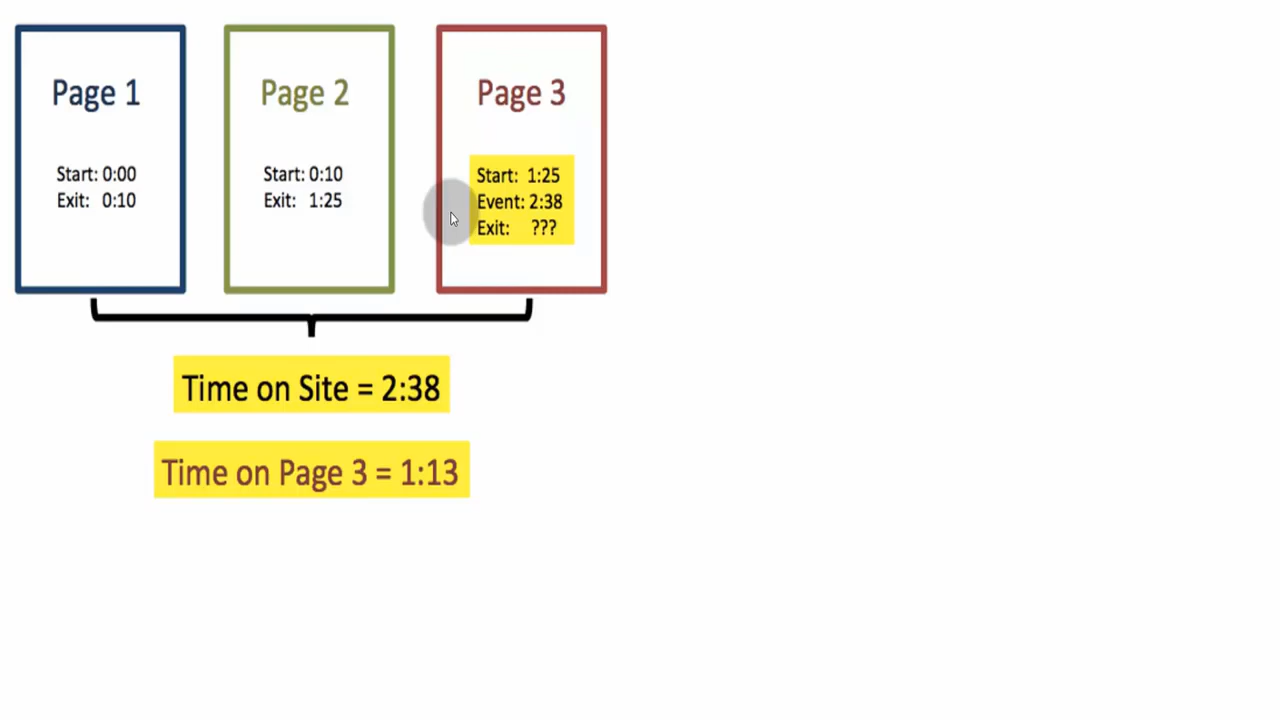 Page 1
Start: 0:00
Exit: 0:10
Page 2
Start: 0:10
Exit: 1:25
Page 3
Start: 1:25
Event: 2:38
Exit: ???
Time on Site = 2:38
Time on Page 3 = 1:13